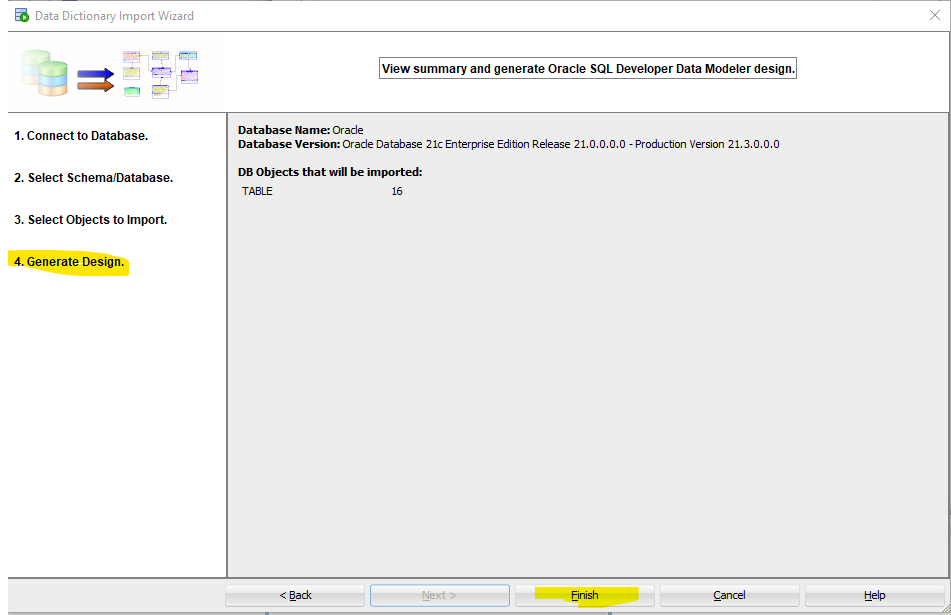 Data Dictionary Import Wizard
View summary and generate Oracle SQL Developer Data Modeler design.
1. Connect to Database.
2. Select Schema/Database.
3. Select Objects to Import.
4. Generate Design.
Database Name: Oracle
Database Version: Oracle Database 21c Enterprise Edition Release 21.0.0.0.0 - Production Version 21.3.0.0.0
DB Objects that will be imported:
TABLE 16
< Back Next > Finish Cancel Help